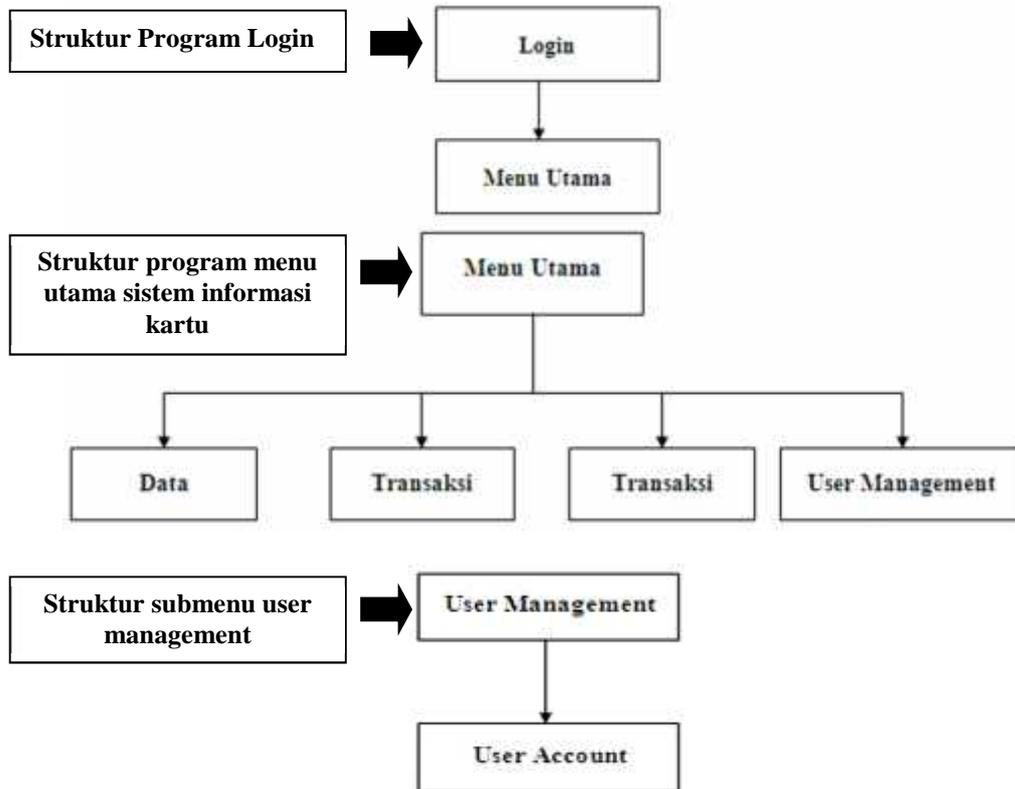 Struktur Program Login
Login
Menu Utama
Struktur program menu
utama sistem informasi
kartu
Menu Utama
Data
Transaksi
Transaksi
User Management
Struktur submenu user
management
User Management
User Account